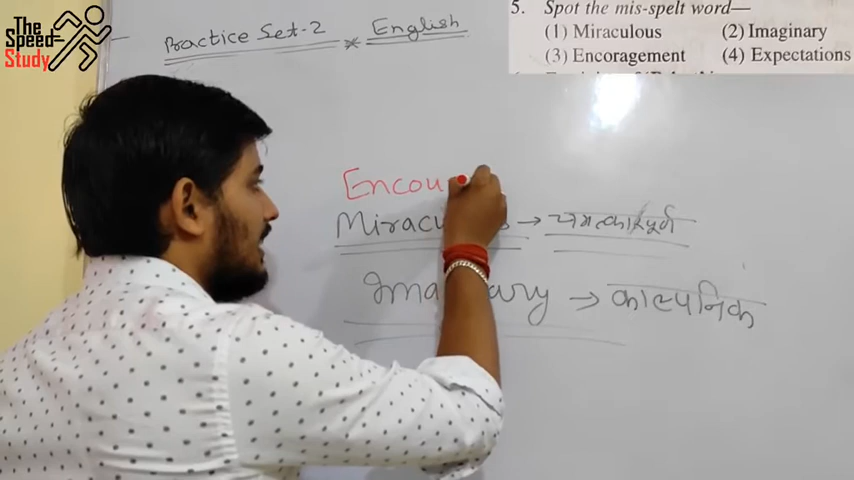 The
Speed
Study
Practice Set-2 * English
5. Spot the mis-spelt word—
(1) Miraculous (2) Imaginary
(3) Encoragement (4) Expectations
Encou
→ चमत्कारपूर्ण
→ काल्पनिक